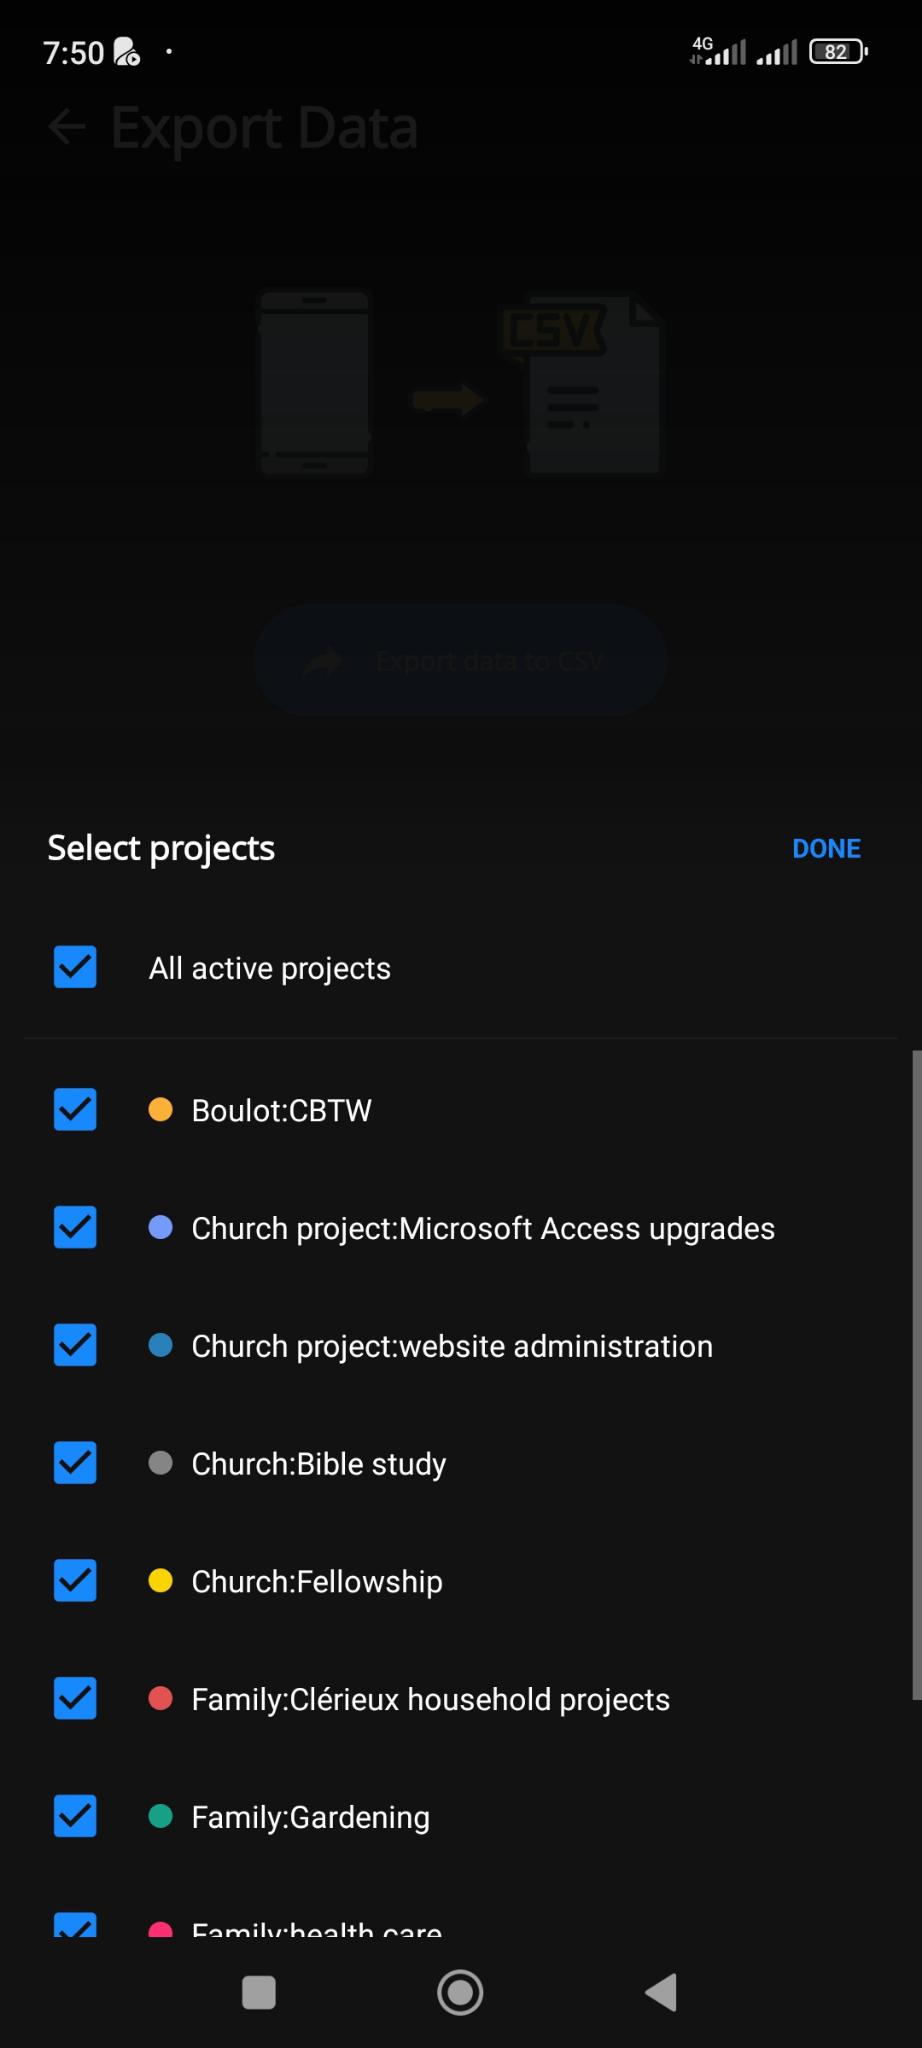 7:50
4G
82
Export Data
CSV
Export data to CSV
Select projects
DONE
All active projects
Boulot:CBTW
Church project:Microsoft Access upgrades
Church project:website administration
Church:Bible study
Church:Fellowship
Family:Clérieux household projects
Family:Gardening
Family:health care